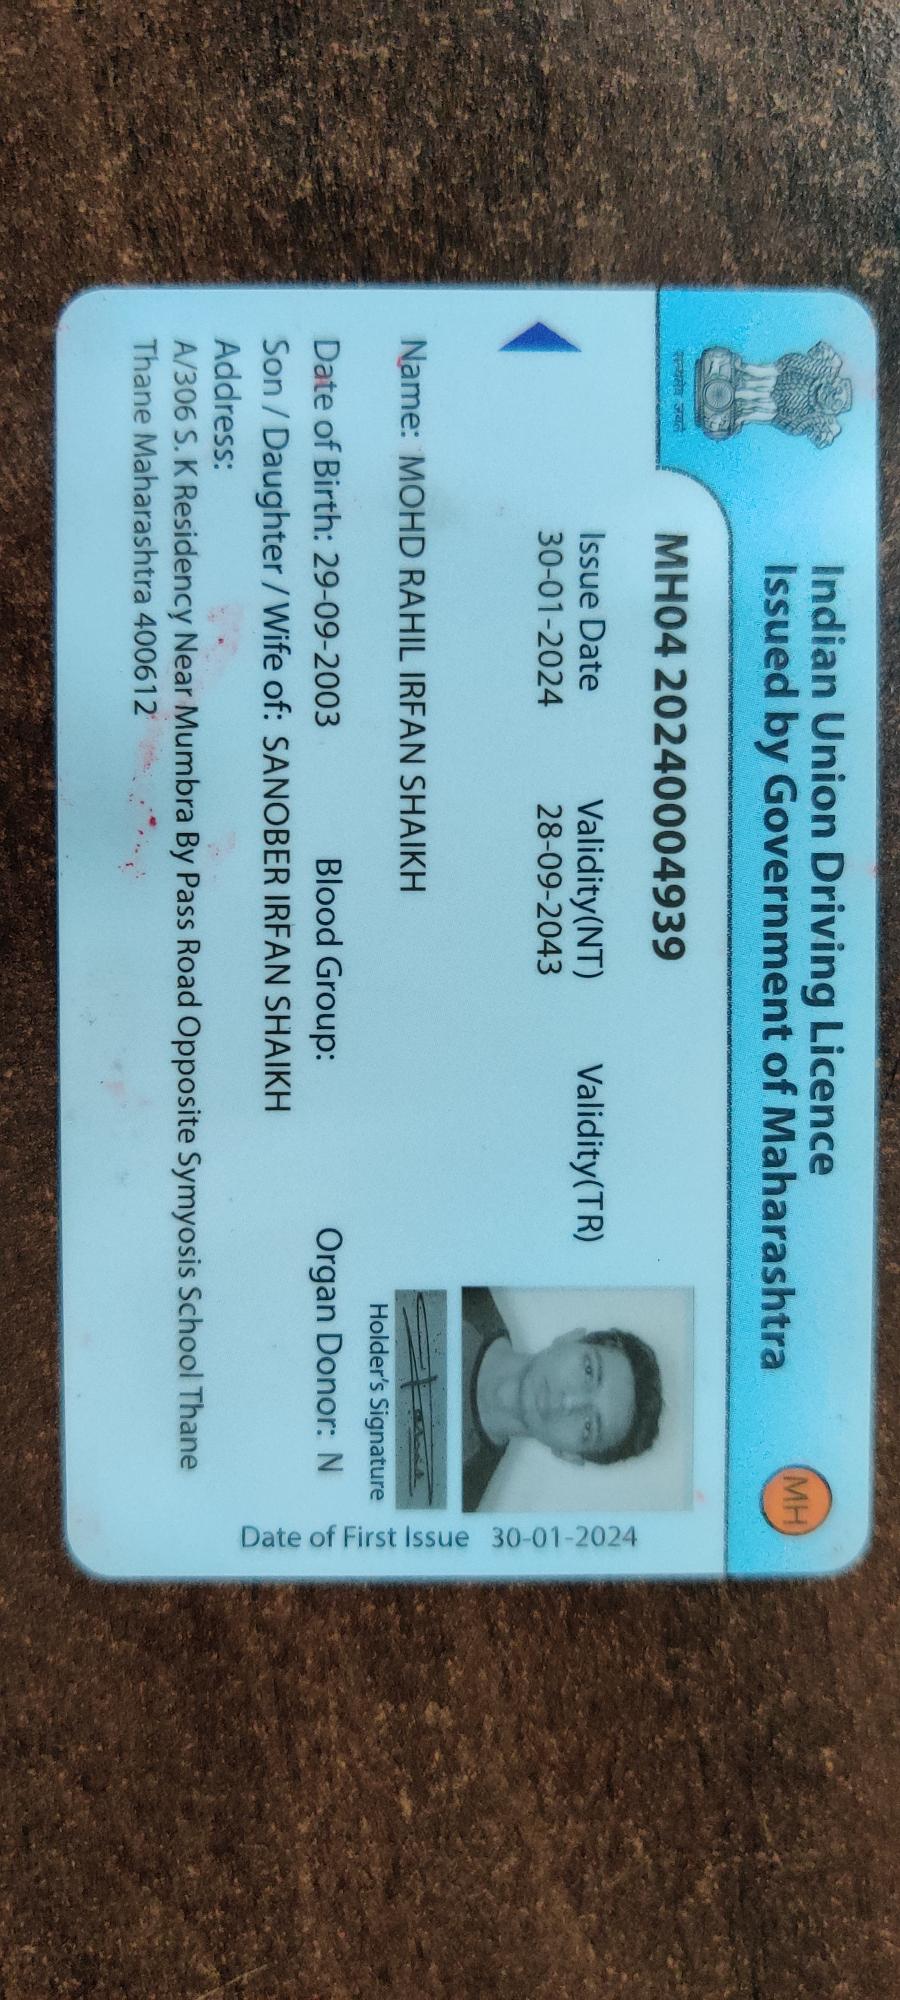 Indian Union Driving Licence
Issued by Government of Maharashtra
MH
सत्यमेव जयते
MH04 20240004939
Issue Date Validity(NT) Validity(TR)
30-01-2024 28-09-2043
Name: MOHD RAHIL IRFAN SHAIKH
Holder's Signature
Date of Birth: 29-09-2003 Blood Group: Organ Donor: N
Son / Daughter / Wife of: SANOBER IRFAN SHAIKH
Address:
A/306 S. K Residency Near Mumbra By Pass Road Opposite Symyosis School Thane
Thane Maharashtra 400612
Date of First Issue 30-01-2024